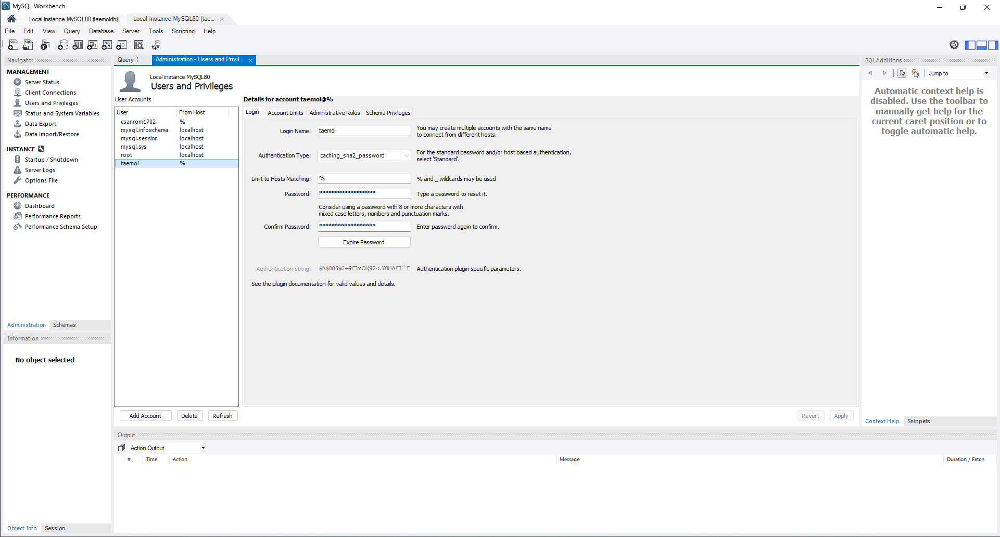 MySQL Workbench
Local instance MySQL80 (taemoidb)
Local instance MySQL80 (tae...
File Edit View Query Database Server Tools Scripting Help
Navigator
MANAGEMENT
Server Status
Client Connections
Users and Privileges
Status and System Variables
Data Export
Data Import/Restore
INSTANCE
Startup / Shutdown
Server Logs
Options File
PERFORMANCE
Dashboard
Performance Reports
Performance Schema Setup
Administration Schemas
Information
No object selected
Object Info Session
Query 1
Administration - Users and Privil...
Local instance MySQL80
Users and Privileges
User Accounts
User From Host
csanrom1702 %
mysql.infoschema localhost
mysql.session localhost
mysql.sys localhost
root localhost
taemoi %
Add Account Delete Refresh
Details for account taemoi@%
Login Account Limits Administrative Roles Schema Privileges
Login Name: taemoi
You may create multiple accounts with the same name
to connect from different hosts.
Authentication Type: caching_sha2_password
For the standard password and/or host based authentication,
select 'Standard'.
Limit to Hosts Matching: % % and _ wildcards may be used
Password: ****************** Type a password to reset it.
Consider using a password with 8 or more characters with
mixed case letters, numbers and punctuation marks.
Confirm Password: ****************** Enter password again to confirm.
Expire Password
Authentication String: $A$005$6+9□mOl{92<.Y0UA□"`□ Authentication plugin specific parameters.
See the plugin documentation for valid values and details.
Revert Apply
SQLAdditions
Jump to
Automatic context help is
disabled. Use the toolbar to
manually get help for the
current caret position or to
toggle automatic help.
Context Help Snippets
Output
Action Output
# Time Action Message Duration / Fetch